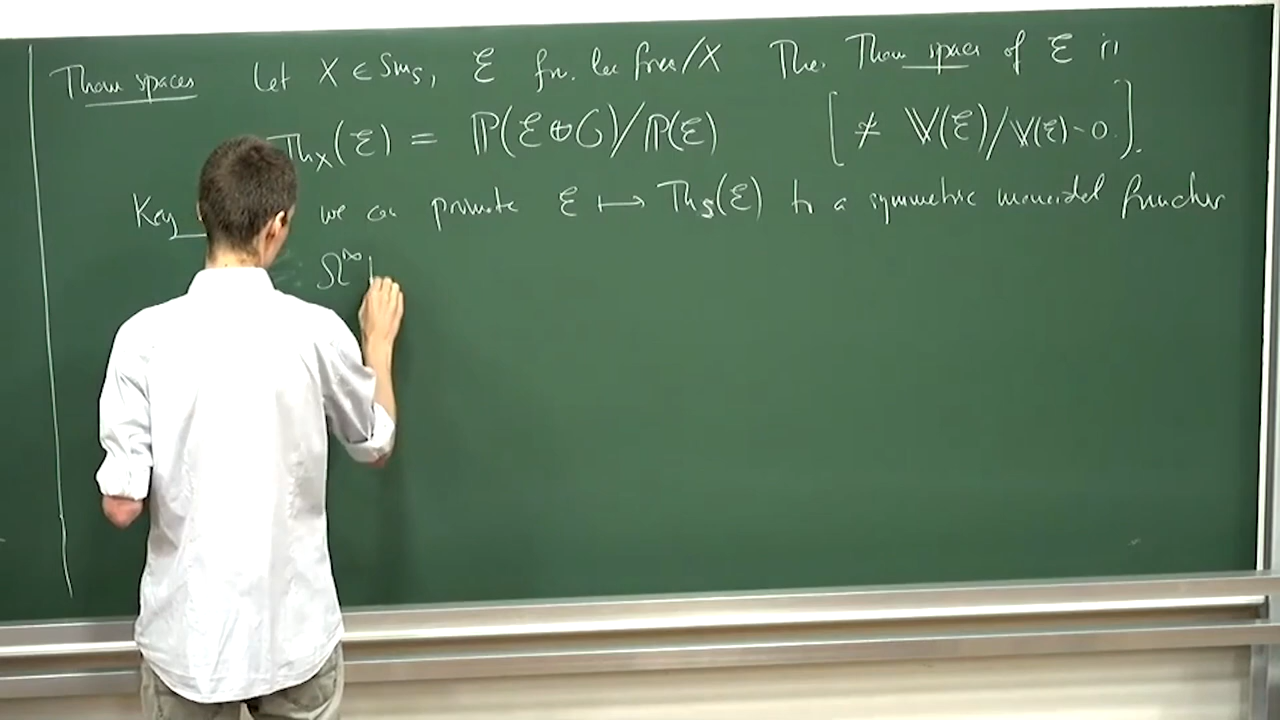 Thom spaces Let X ∈ Sm_S, ℰ fin. loc free/X The Thom space of ℰ is
Th_X(ℰ) = ℙ(ℰ⊕𝒪)/ℙ(ℰ) [≠ 𝕍(ℰ)/𝕍(ℰ)-0].
Key we can promote ℰ ↦ Th_S(ℰ) to a symmetric monoidal functor
Ω^∞